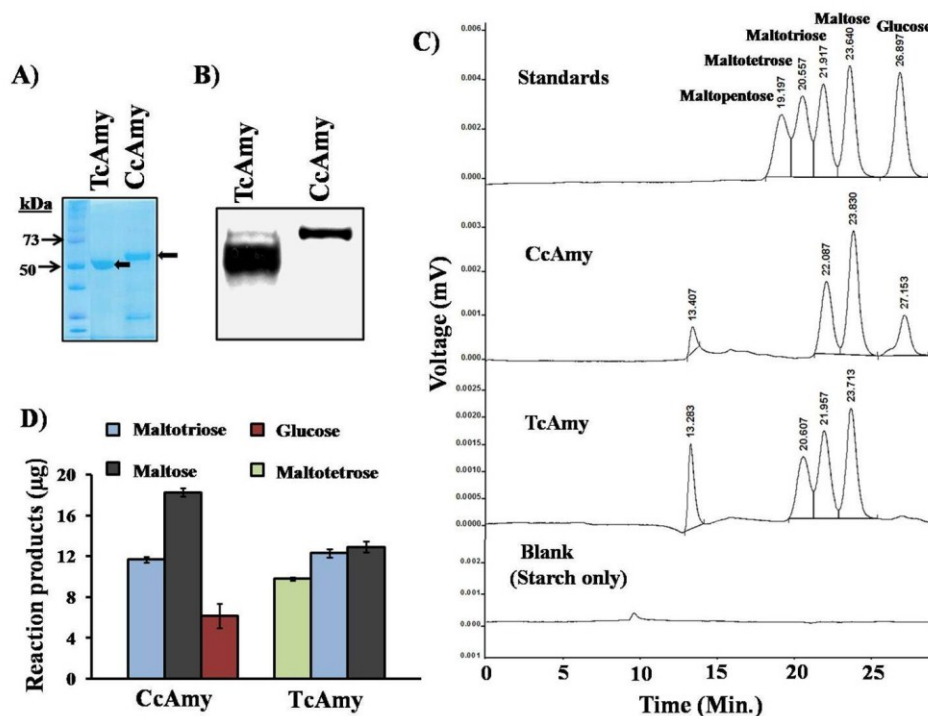 A)
TcAmy
CcAmy
kDa
73
50
B)
TcAmy
CcAmy
C)
Standards
Maltopentose
Maltotetrose
Maltotriose
Maltose
Glucose
19.197
20.557
21.917
23.640
26.897
0.006
0.004
0.002
0.000
CcAmy
13.407
22.087
23.830
27.153
0.003
0.002
0.001
0.000
Voltage (mV)
TcAmy
13.283
20.607
21.957
23.713
0.0025
0.0020
0.0015
0.0010
0.0005
0.0000
Blank
(Starch only)
0.002
0.001
0.000
0.001
0 5 10 15 20 25
Time (Min.)
D)
Maltotriose Glucose
Maltose Maltotetrose
Reaction products (μg)
20
16
12
8
4
0
CcAmy TcAmy